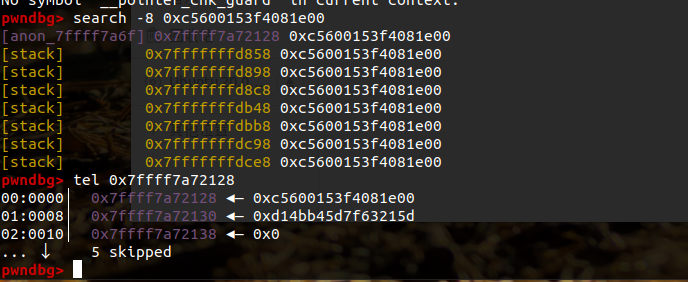 No symbol "__pointer_chk_guard" in current context.
pwndbg> search -8 0xc5600153f4081e00
[anon_7ffff7a6f] 0x7ffff7a72128 0xc5600153f4081e00
[stack] 0x7fffffffd858 0xc5600153f4081e00
[stack] 0x7fffffffd898 0xc5600153f4081e00
[stack] 0x7fffffffd8c8 0xc5600153f4081e00
[stack] 0x7fffffffdb48 0xc5600153f4081e00
[stack] 0x7fffffffdbb8 0xc5600153f4081e00
[stack] 0x7fffffffdc98 0xc5600153f4081e00
[stack] 0x7fffffffdce8 0xc5600153f4081e00
pwndbg> tel 0x7ffff7a72128
00:0000│ 0x7ffff7a72128 ◂— 0xc5600153f4081e00
01:0008│ 0x7ffff7a72130 ◂— 0xd14bb45d7f63215d
02:0010│ 0x7ffff7a72138 ◂— 0x0
... ↓ 5 skipped
pwndbg>